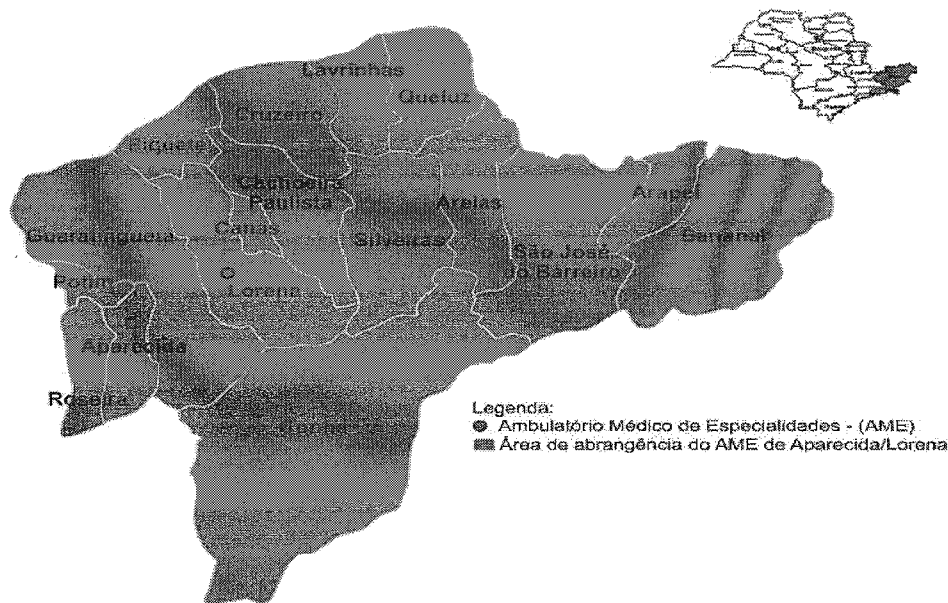 Lavrinhas
Queluz
Cruzeiro
Piquete
Cachoeira
Paulista
Arapeí
Areias
Guaratinguetá
Canas
Silveiras
Bananal
São José
do Barreiro
Potim
Lorena
Aparecida
Roseira
Cunha
Legenda:
Ambulatório Médico de Especialidades - (AME)
Área de abrangência do AME de Aparecida/Lorena